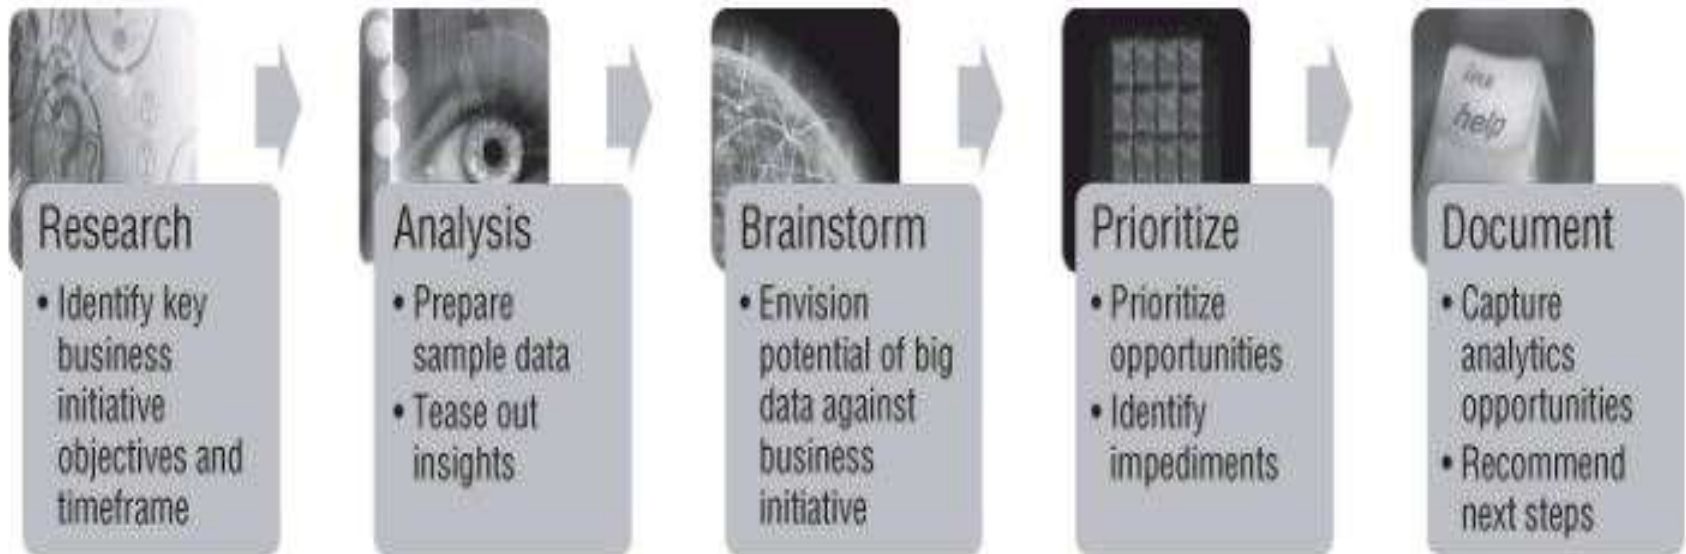 help
Research
• Identify key
business
initiative
objectives and
timeframe
Analysis
• Prepare
sample data
• Tease out
insights
Brainstorm
• Envision
potential of big
data against
business
initiative
Prioritize
• Prioritize
opportunities
• Identify
impediments
Document
• Capture
analytics
opportunities
• Recommend
next steps